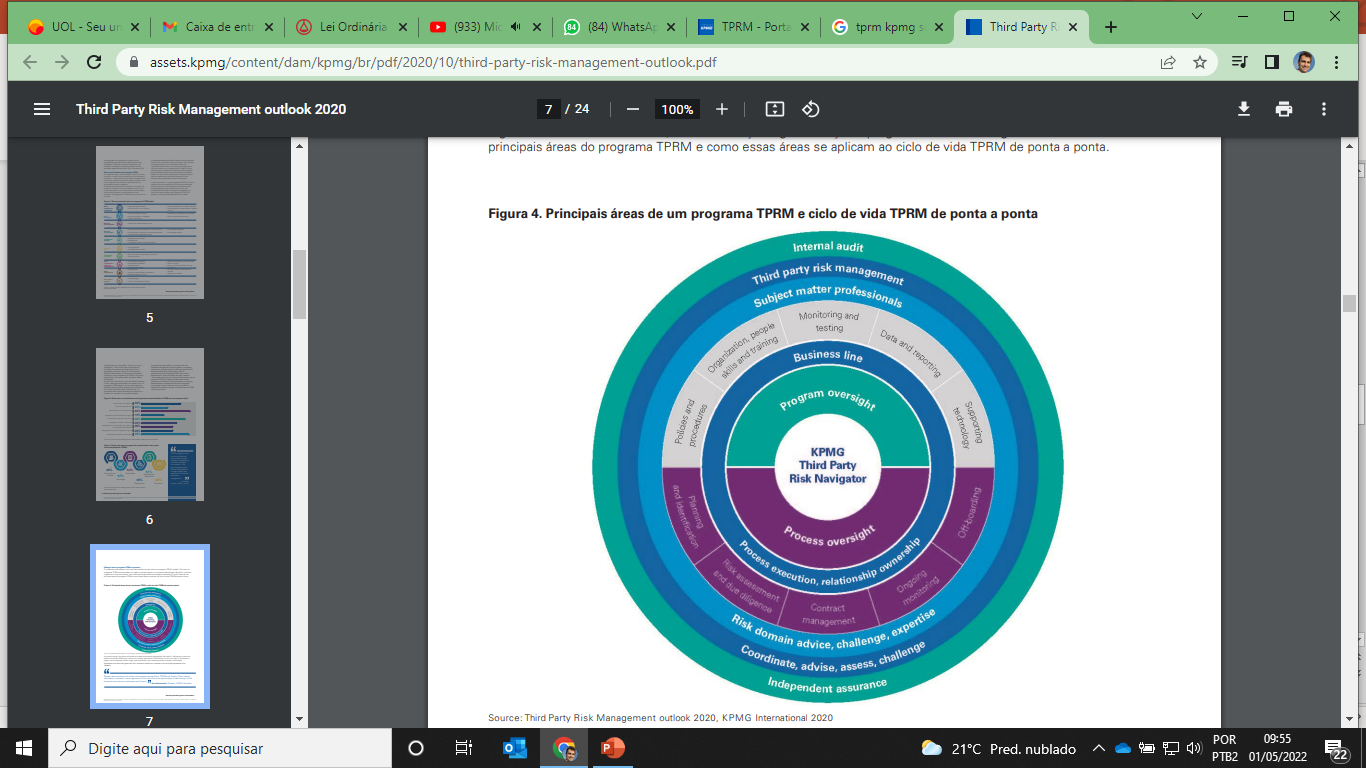 UOL - Seu un
Caixa de ent
Lei Ordinária
(933) Mic
(84) WhatsAp
TPRM - Porta
tprm kpmg s
Third Party R
assets.kpmg/content/dam/kpmg/br/pdf/2020/10/third-party-risk-management-outlook.pdf
Third Party Risk Management outlook 2020
7 / 24
100%
5
6
7
principais áreas do programa TPRM e como essas áreas se aplicam ao ciclo de vida TPRM de ponta a ponta.
Figura 4. Principais áreas de um programa TPRM e ciclo de vida TPRM de ponta a ponta
Internal audit
Third party risk management
Subject matter professionals
Policies and
procedures
Organization, people
skills and training
Monitoring and
testing
Data and reporting
Supporting
technology
Business line
Program oversight
KPMG
Third Party
Risk Navigator
Process oversight
Process execution, relationship ownership
Planning
and identification
Risk assessment
and due diligence
Contract
management
Ongoing
monitoring
Off-boarding
Risk domain advice, challenge, expertise
Coordinate, advise, assess, challenge
Independent assurance
Source: Third Party Risk Management outlook 2020, KPMG International 2020
Digite aqui para pesquisar
21°C Pred. nublado
POR
PTB2
09:55
01/05/2022
22